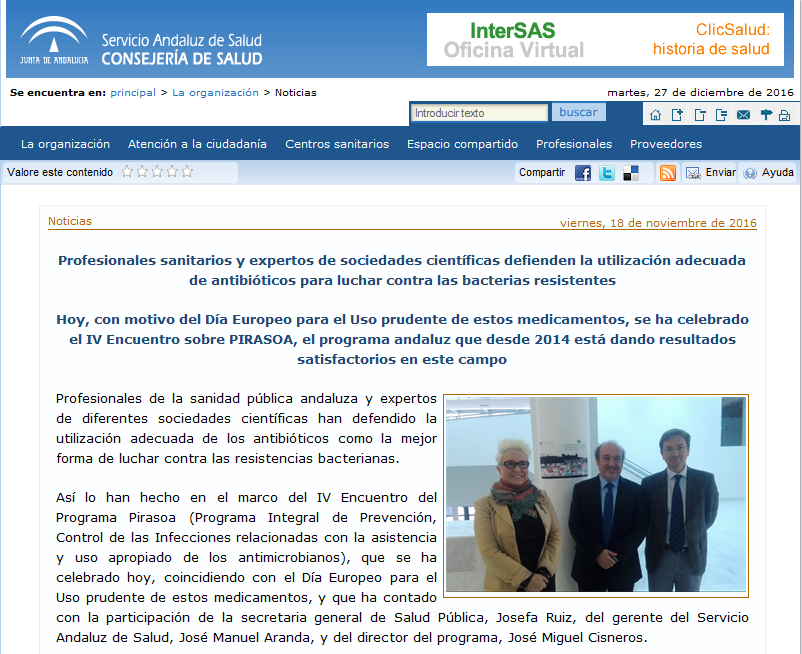 JUNTA DE ANDALUCIA
Servicio Andaluz de Salud
CONSEJERÍA DE SALUD
InterSAS
Oficina Virtual
ClicSalud:
historia de salud
Se encuentra en: principal > La organización > Noticias
martes, 27 de diciembre de 2016
Introducir texto
buscar
La organización Atención a la ciudadanía Centros sanitarios Espacio compartido Profesionales Proveedores
Valore este contenido
Compartir
Enviar
Ayuda
Noticias
viernes, 18 de noviembre de 2016
Profesionales sanitarios y expertos de sociedades científicas defienden la utilización adecuada
de antibióticos para luchar contra las bacterias resistentes
Hoy, con motivo del Día Europeo para el Uso prudente de estos medicamentos, se ha celebrado
el IV Encuentro sobre PIRASOA, el programa andaluz que desde 2014 está dando resultados
satisfactorios en este campo
Profesionales de la sanidad pública andaluza y expertos
de diferentes sociedades científicas han defendido la
utilización adecuada de los antibióticos como la mejor
forma de luchar contra las resistencias bacterianas.
Así lo han hecho en el marco del IV Encuentro del
Programa Pirasoa (Programa Integral de Prevención,
Control de las Infecciones relacionadas con la asistencia
y uso apropiado de los antimicrobianos), que se ha
celebrado hoy, coincidiendo con el Día Europeo para el
Uso prudente de estos medicamentos, y que ha contado
con la participación de la secretaria general de Salud Pública, Josefa Ruiz, del gerente del Servicio
Andaluz de Salud, José Manuel Aranda, y del director del programa, José Miguel Cisneros.